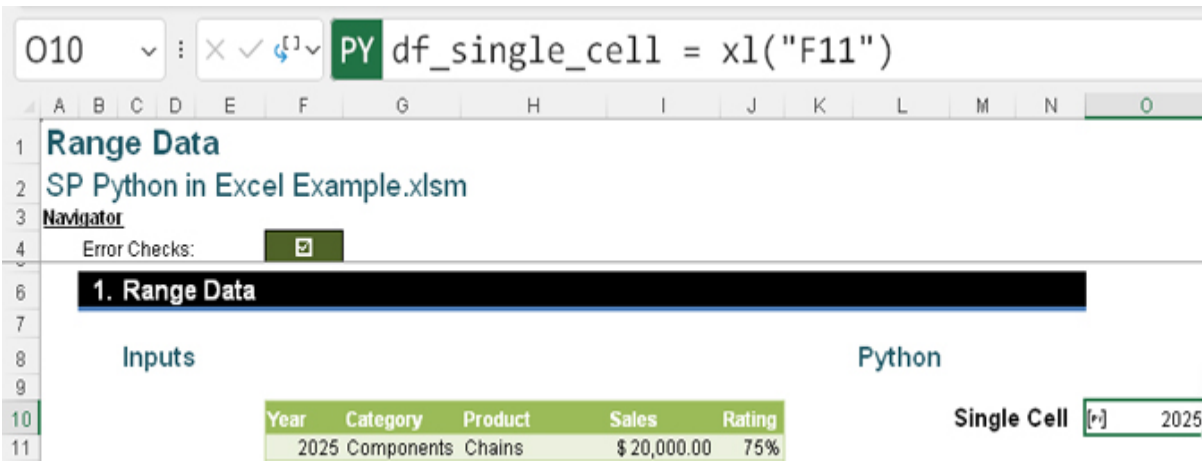 O10 PY df_single_cell = xl("F11")
A B C D E F G H I J K L M N O
1 Range Data
2 SP Python in Excel Example.xlsm
3 Navigator
4 Error Checks:
6 1. Range Data
7
8 Inputs Python
9
10 Year Category Product Sales Rating Single Cell [PY] 2025
11 2025 Components Chains $ 20,000.00 75%